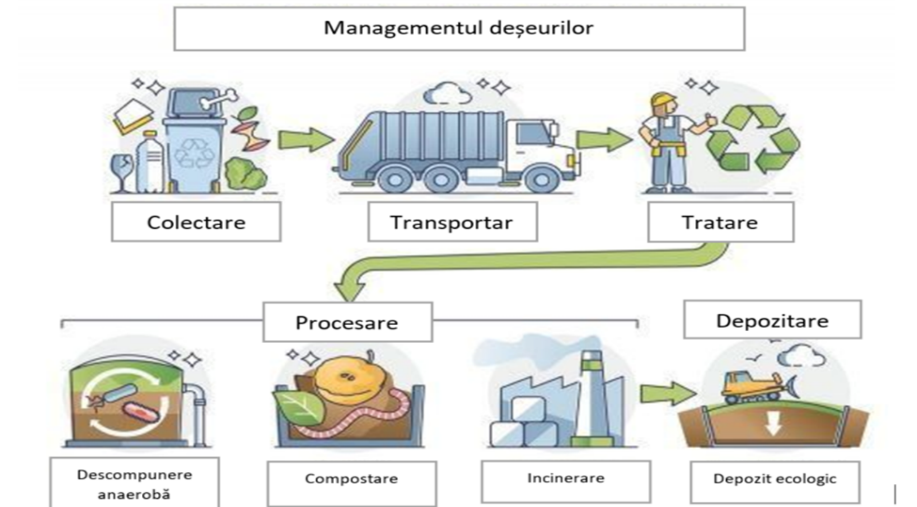 Managementul deșeurilor
Colectare
Transportar
Tratare
Procesare
Depozitare
Descompunere
anaerobă
Compostare
Incinerare
Depozit ecologic